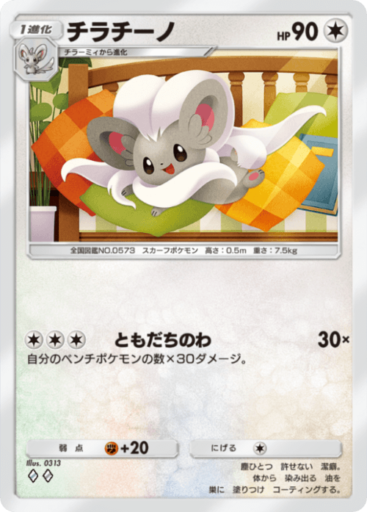 1進化 チラチーノ HP90
チラーミィから進化
全国図鑑NO.0573 スカーフポケモン 高さ:0.5m 重さ:7.5kg
ともだちのわ 30×
自分のベンチポケモンの数×30ダメージ。
弱点 +20 にげる
Illus. 0313
塵ひとつ 許せない 潔癖。
体から 染み出る 油を
巣に 塗りつけ コーティングする。